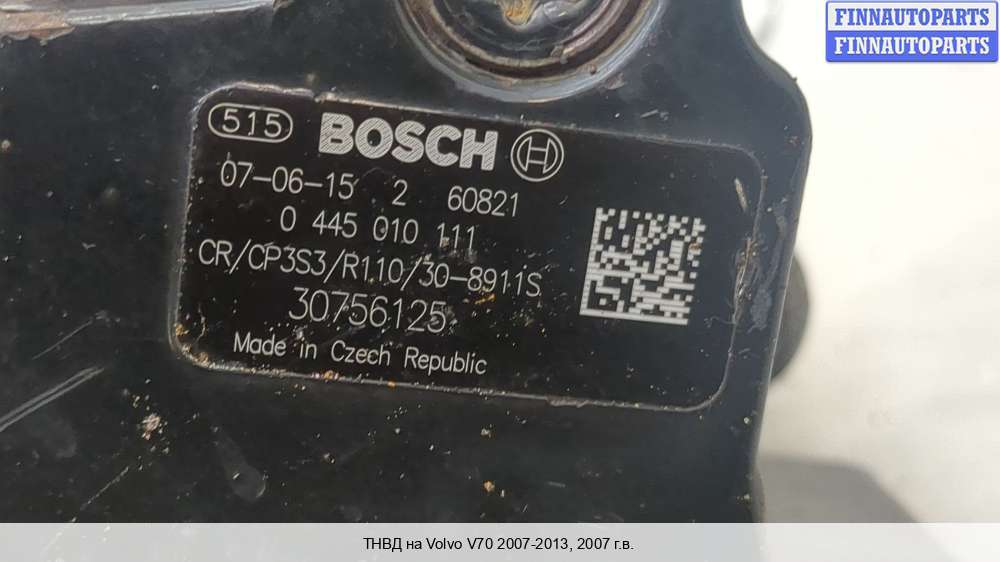 FINNAUTOPARTS
FINNAUTOPARTS
515 BOSCH
07-06-15 2 60821
0 445 010 111
CR/CP3S3/R110/30-8911S
30756125
Made in Czech Republic
ТНВД на Volvo V70 2007-2013, 2007 г.в.